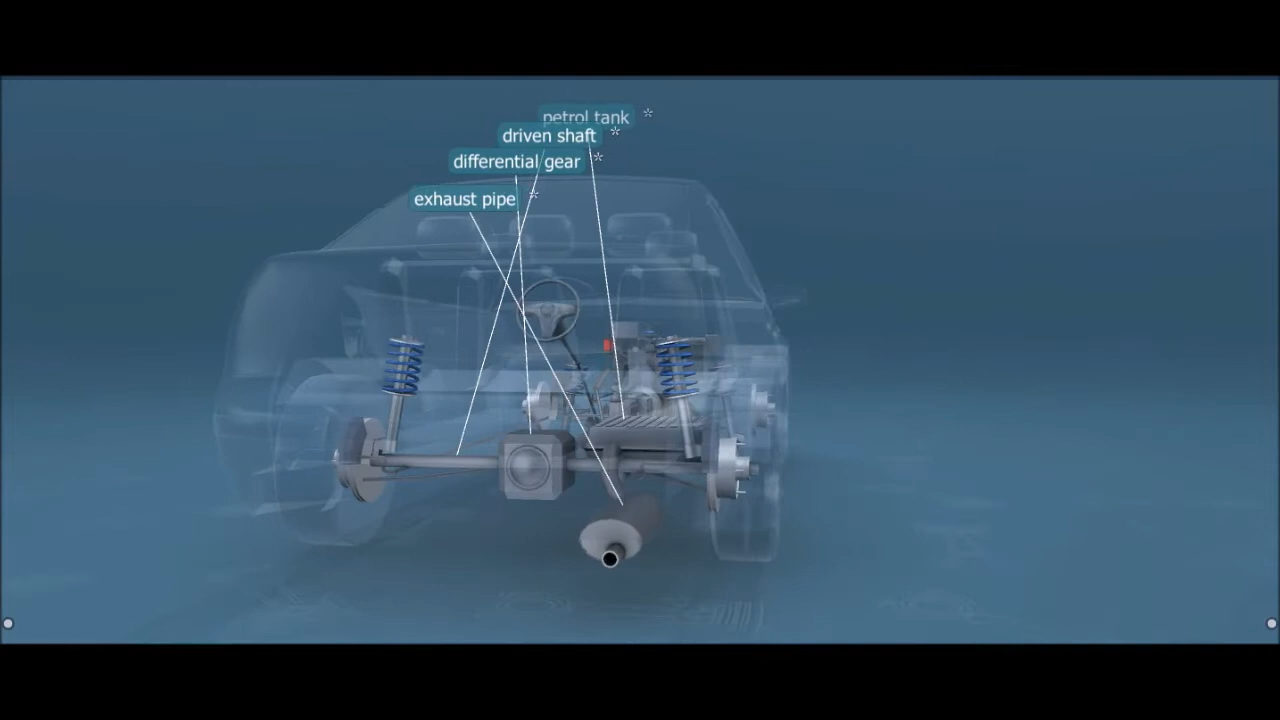 petrol tank *
driven shaft *
differential gear *
exhaust pipe *